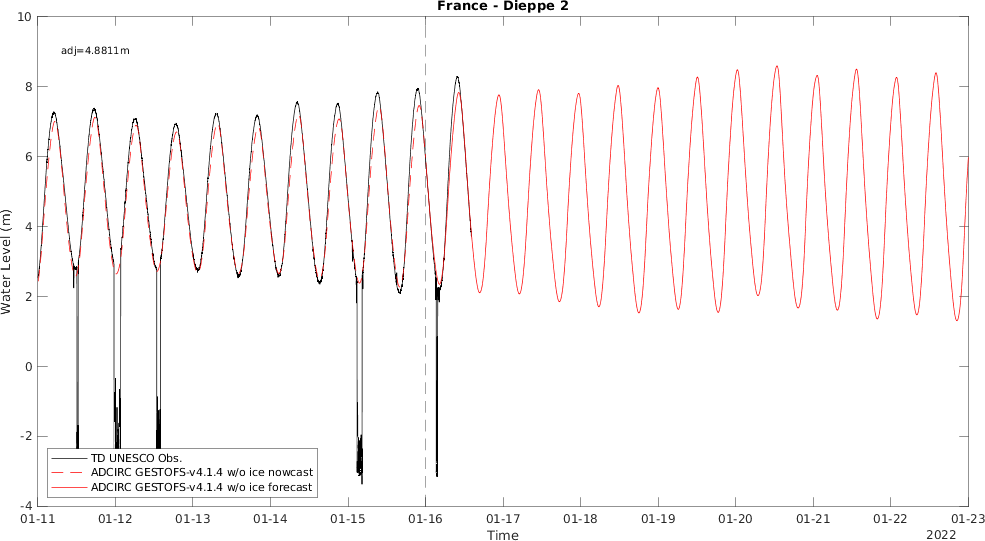 France - Dieppe 2
adj=4.8811m
10
8
6
4
2
0
-2
-4
Water Level (m)
TD UNESCO Obs.
ADCIRC GESTOFS-v4.1.4 w/o ice nowcast
ADCIRC GESTOFS-v4.1.4 w/o ice forecast
01-11 01-12 01-13 01-14 01-15 01-16 01-17 01-18 01-19 01-20 01-21 01-22 01-23
Time
2022